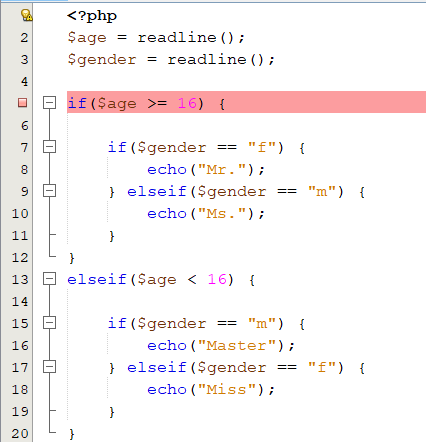 <?php
2 $age = readline();
3 $gender = readline();
4
if($age >= 16) {
6
7 if($gender == "f") {
8 echo("Mr.");
9 } elseif($gender == "m") {
10 echo("Ms.");
11 }
12 }
13 elseif($age < 16) {
14
15 if($gender == "m") {
16 echo("Master");
17 } elseif($gender == "f") {
18 echo("Miss");
19 }
20 }